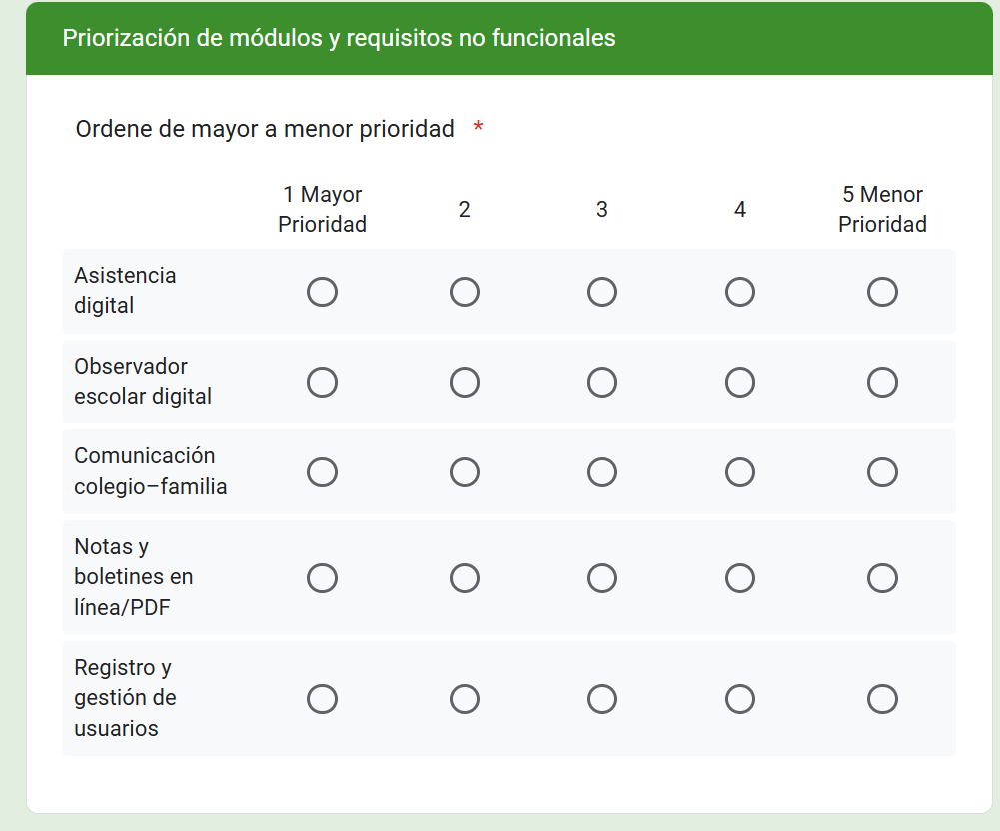 Priorización de módulos y requisitos no funcionales
Ordene de mayor a menor prioridad *
1 Mayor
Prioridad
2
3
4
5 Menor
Prioridad
Asistencia
digital
Observador
escolar digital
Comunicación
colegio–familia
Notas y
boletines en
línea/PDF
Registro y
gestión de
usuarios